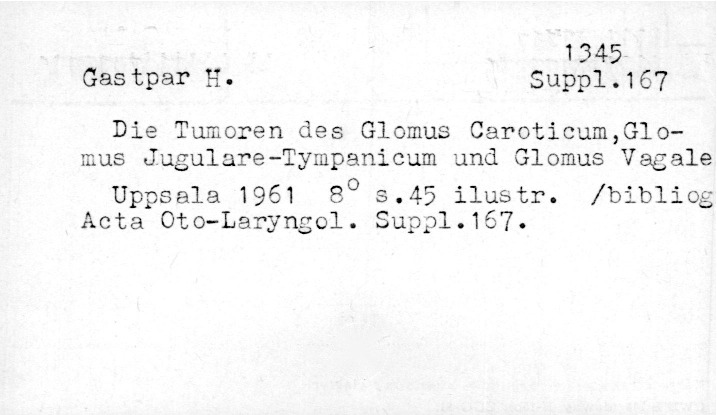 1345
Gastpar H. Suppl.167
Die Tumoren des Glomus Caroticum,Glo-
mus Jugulare-Tympanicum und Glomus Vagale
Uppsala 1961 8° s.45 ilustr. /bibliog
Acta Oto-Laryngol. Suppl.167.